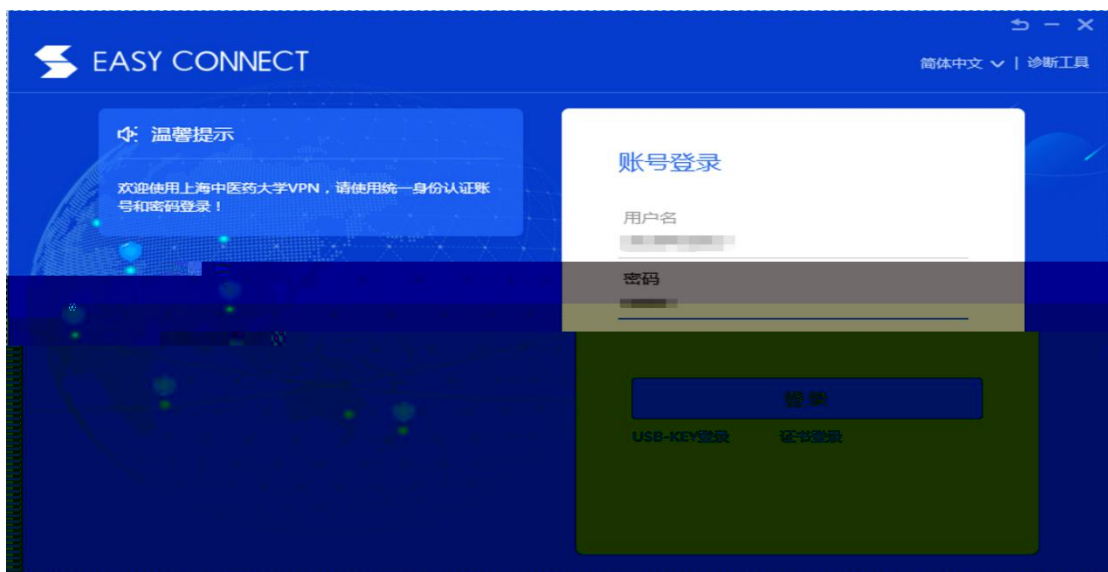 EASY CONNECT
简体中文 | 诊断工具
温馨提示
欢迎使用上海中医药大学VPN，请使用统一身份认证账
号和密码登录！
账号登录
用户名
密码
登录
USB-KEY登录 证书登录